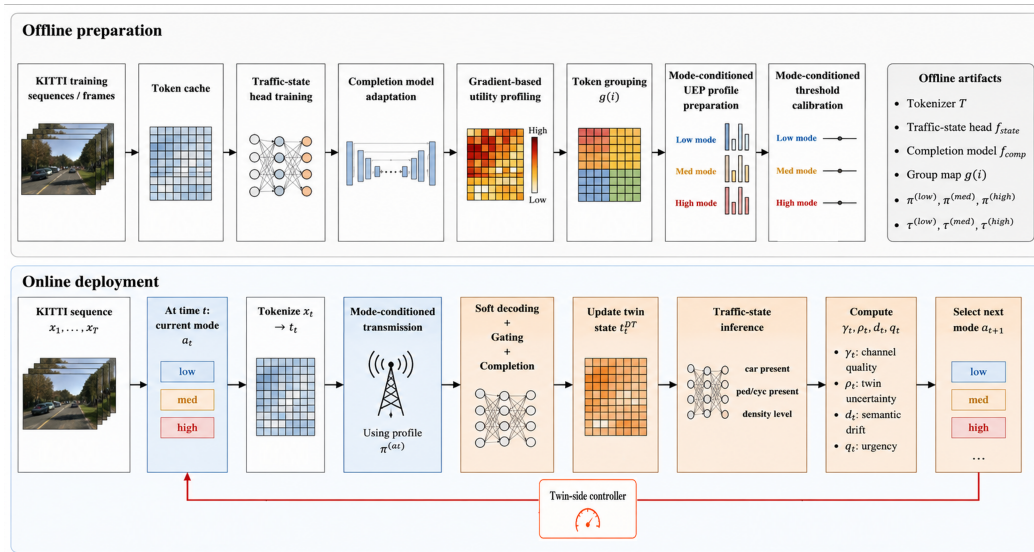 Offline preparation
KITTI training
sequences / frames
Token cache
Traffic-state
head training
Completion model
adaptation
Gradient-based
utility profiling
High
Low
Token grouping
g(i)
Mode-conditioned
UEP profile
preparation
Low mode
Med mode
High mode
Mode-conditioned
threshold
calibration
Low mode
Med mode
High mode
Offline artifacts
• Tokenizer T
• Traffic-state head f_state
• Completion model f_comp
• Group map g(i)
• π^(low), π^(med), π^(high)
• τ^(low), τ^(med), τ^(high)
Online deployment
KITTI sequence
x_1, . . . , x_T
At time t:
current mode
a_t
low
med
high
Tokenize x_t
→ t_t
Mode-conditioned
transmission
Using profile
π^(at)
Soft decoding
+
Gating
+
Completion
Update twin
state t_t^DT
Traffic-state
inference
car present
ped/cyc present
density level
Compute
γ_t, ρ_t, d_t, q_t
• γ_t: channel
quality
• ρ_t: twin
uncertainty
• d_t: semantic
drift
• q_t: urgency
Select next
mode a_{t+1}
low
med
high
...
Twin-side controller